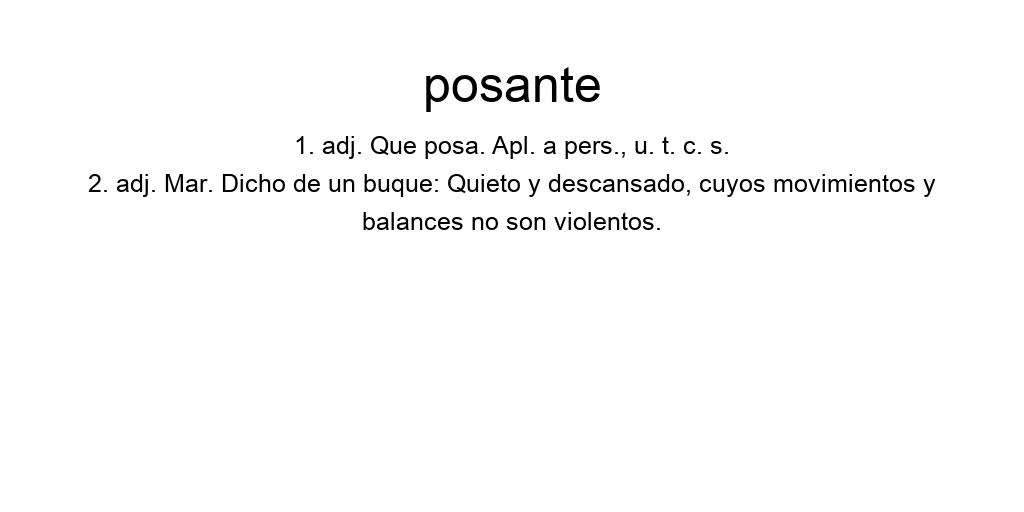 posante
1. adj. Que posa. Apl. a pers., u. t. c. s.
2. adj. Mar. Dicho de un buque: Quieto y descansado, cuyos movimientos y
balances no son violentos.